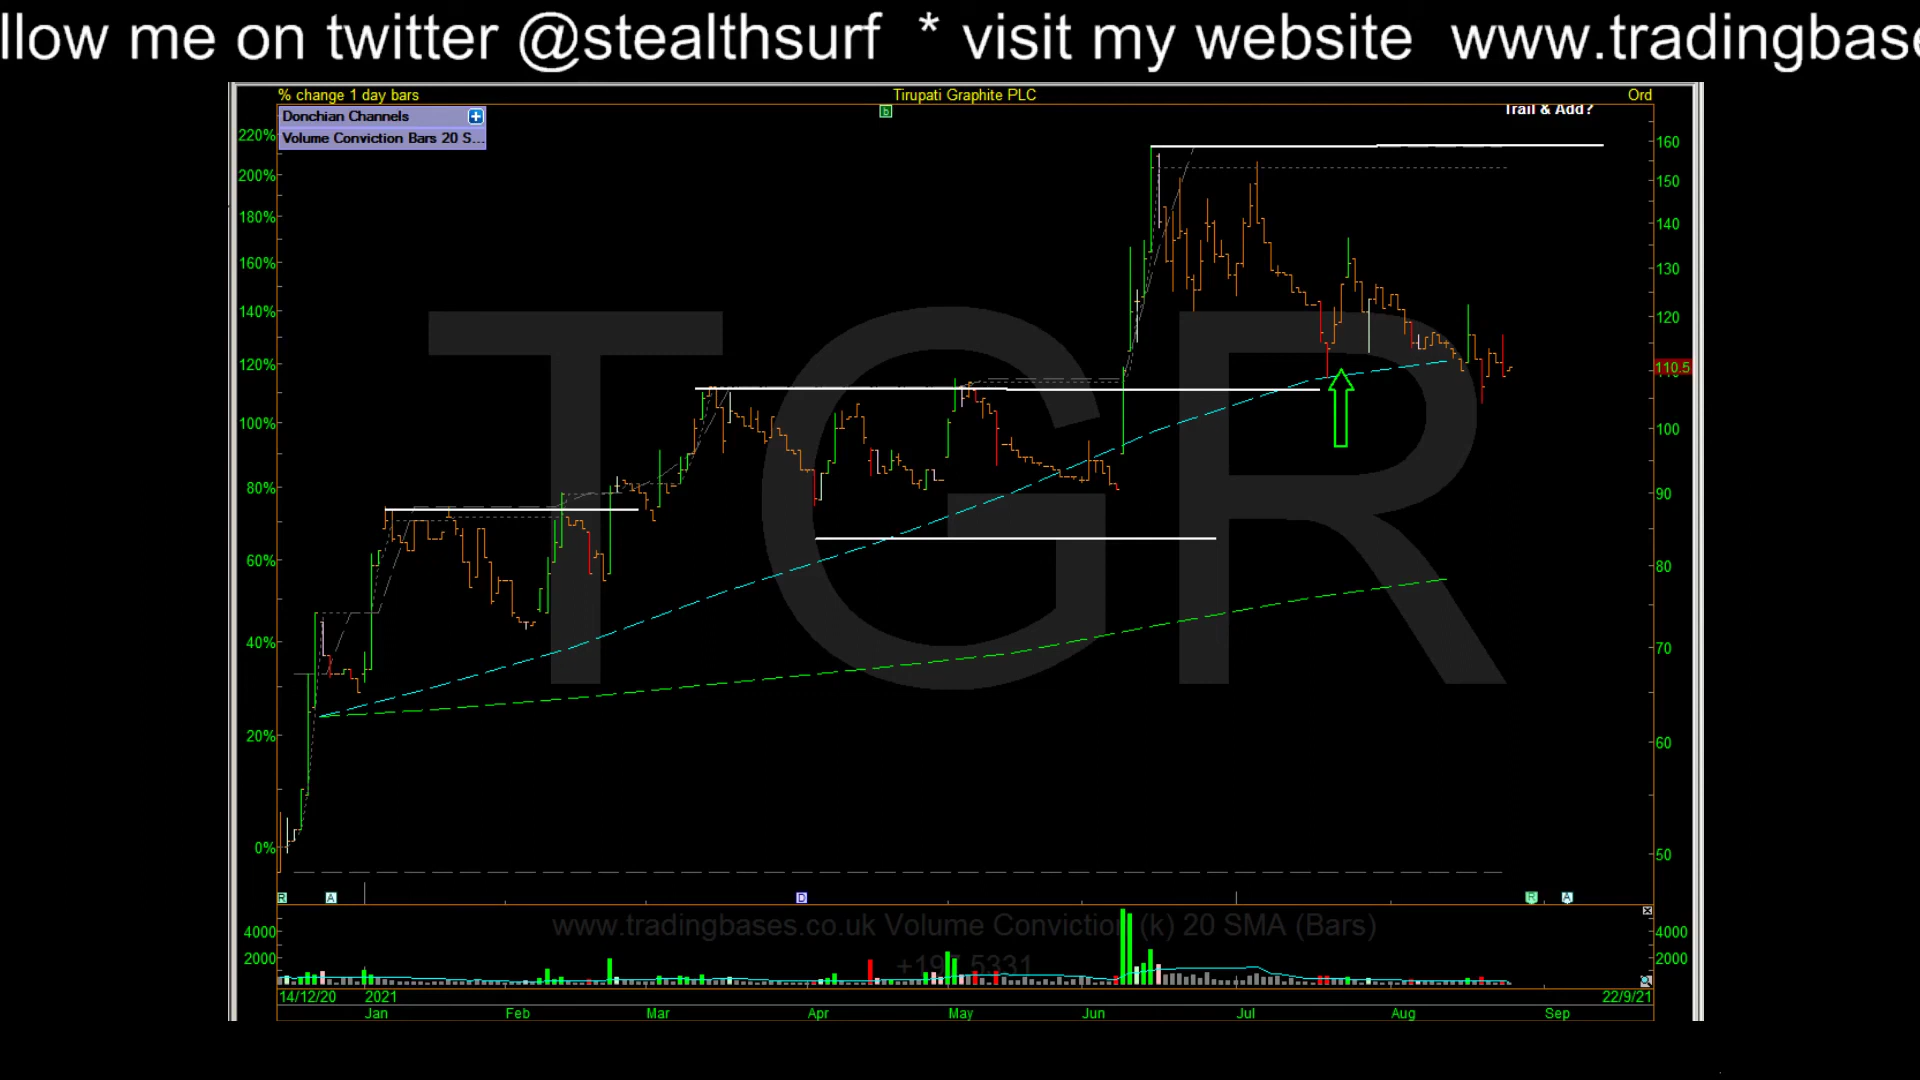 llow me on twitter @stealthsurf * visit my website www.tradingbase
% change 1 day bars
Tirupati Graphite PLC
Ord
Donchian Channels
Volume Conviction Bars 20 S...
b
Trail & Add?
220%
200%
180%
160%
140%
120%
100%
80%
60%
40%
20%
0%
160
150
140
130
120
110.5
100
90
80
70
60
50
TGR
R
A
D
R
A
www.tradingbases.co.uk Volume Conviction (k) 20 SMA (Bars)
4000
2000
4000
2000
14/12/20
2021
22/9/21
Jan
Feb
Mar
Apr
May
Jun
Jul
Aug
Sep